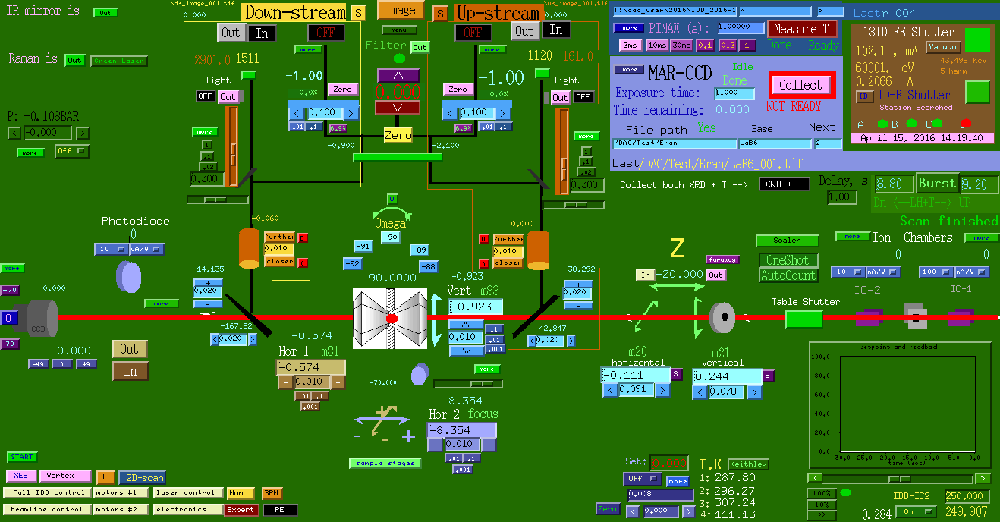 IR mirror is Out
\ds_image_001.tif
0.000
Down-stream S
Image
menu
S Up-stream
\us_image_001.tif
0.000
Out In OFF
OFF Out In
Raman is Out Green Laser
2901.0 1511
more
Filter Out
more
1120 161.0
light
OFF Out
-1.00
0.0%
Zero
/\
0.000
\/
Zero
-1.00
0.0%
light
Out OFF
< 0.100 >
.01 .1 6.9%
Zero
< 0.100 >
6.9% .01 .1
-0.900
-2.100
P: -0.108BAR
< -0.000 >
more Off
more
1
.1
.02
0.300
more
1
.1
.02
0.300
T:\dac_user\2016\IDD_2016-1
5
more PIMAX (s): 1.00000 Measure T
3ms 10ms 30ms 0.1 0.3 1 Done Ready
more MAR-CCD Idle
Done
Exposure time: 1.000
Time remaining: 0.000
Collect
NOT READY
File path Yes Base Next
/DAC/Test/Eran LaB6 2
Last/DAC/Test/Eran/LaB6_001.tif
Lastr_004
13ID FE Shutter
102.1 , mA Vacuum
60001., eV 43.498 KeV
0.2066 A 5 harm
ID ID-B Shutter
Station Searched
A B C
April 15, 2016 14:19:40
Collect both XRD + T --> XRD + T
Delay, s
1.00
8.80 Burst 9.20
Dn <--LH+T--> UP
Scan finished
Photodiode
0
10 uA/V
-0.060
further
0.010
closer
0
Omega
-90
-91 -89
-92 -88
-90.0000
0.000
further
0.010
closer
Z
In -20.000 Out
faraway
Scaler
OneShot
AutoCount
more Ion Chambers more
0 0
10 nA/V 100 nA/V
IC-2 IC-1
Table Shutter
more
-70
0
70
-0.000
CCD
more
0.000
-49 0 49
Out
In
-14.135
+
0.020
-
-167.82
< 0.020 >
-0.923
Vert m83
-0.923
/\
0.010
\/
.1
.01
.001
-38.292
+
0.020
-
42.847
< 0.020 >
-0.574
Hor-1 m81
-0.574
- 0.010 +
.01 .1
.001
-70.000
more
-8.354
Hor-2 focus
-8.354
- 0.010 +
.01 .1
.001
+
- - +
sample stages
m20
horizontal
-0.111 S
< 0.091 >
m21
vertical
0.244 S
< 0.078 >
setpoint and readback
100.0
80.0
60.0
40.0
20.0
0.0
-30.0 -25.0 -20.0 -15.0 -10.0 -5.0 0.0
time (sec)
< >
START
XES Vortex ! 2D-scan
Full IDD control motors #1 laser control Mono BPM
beamline control motors #2 electronics Expert PE
Set:
Off more
0.008
Zero < 0.000 >
T,K Keithley
1: 287.80
2: 296.27
3: 307.24
4: 111.13
100%
10%
2%
IDD-IC2 250.000
-0.284 On 249.907